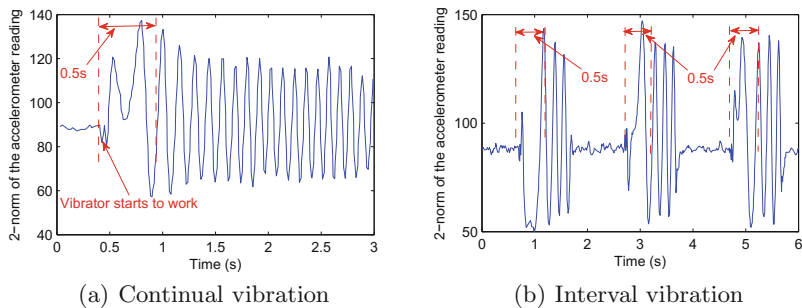 2-norm of the accelerometer reading
140
120
100
80
60
40
0.5s
Vibrator starts to work
0
0.5
1
1.5
2
2.5
3
Time (s)
(a) Continual vibration
2-norm of the accelerometer reading
150
100
50
0.5s
0.5s
0
1
2
3
4
5
6
Time (s)
(b) Interval vibration